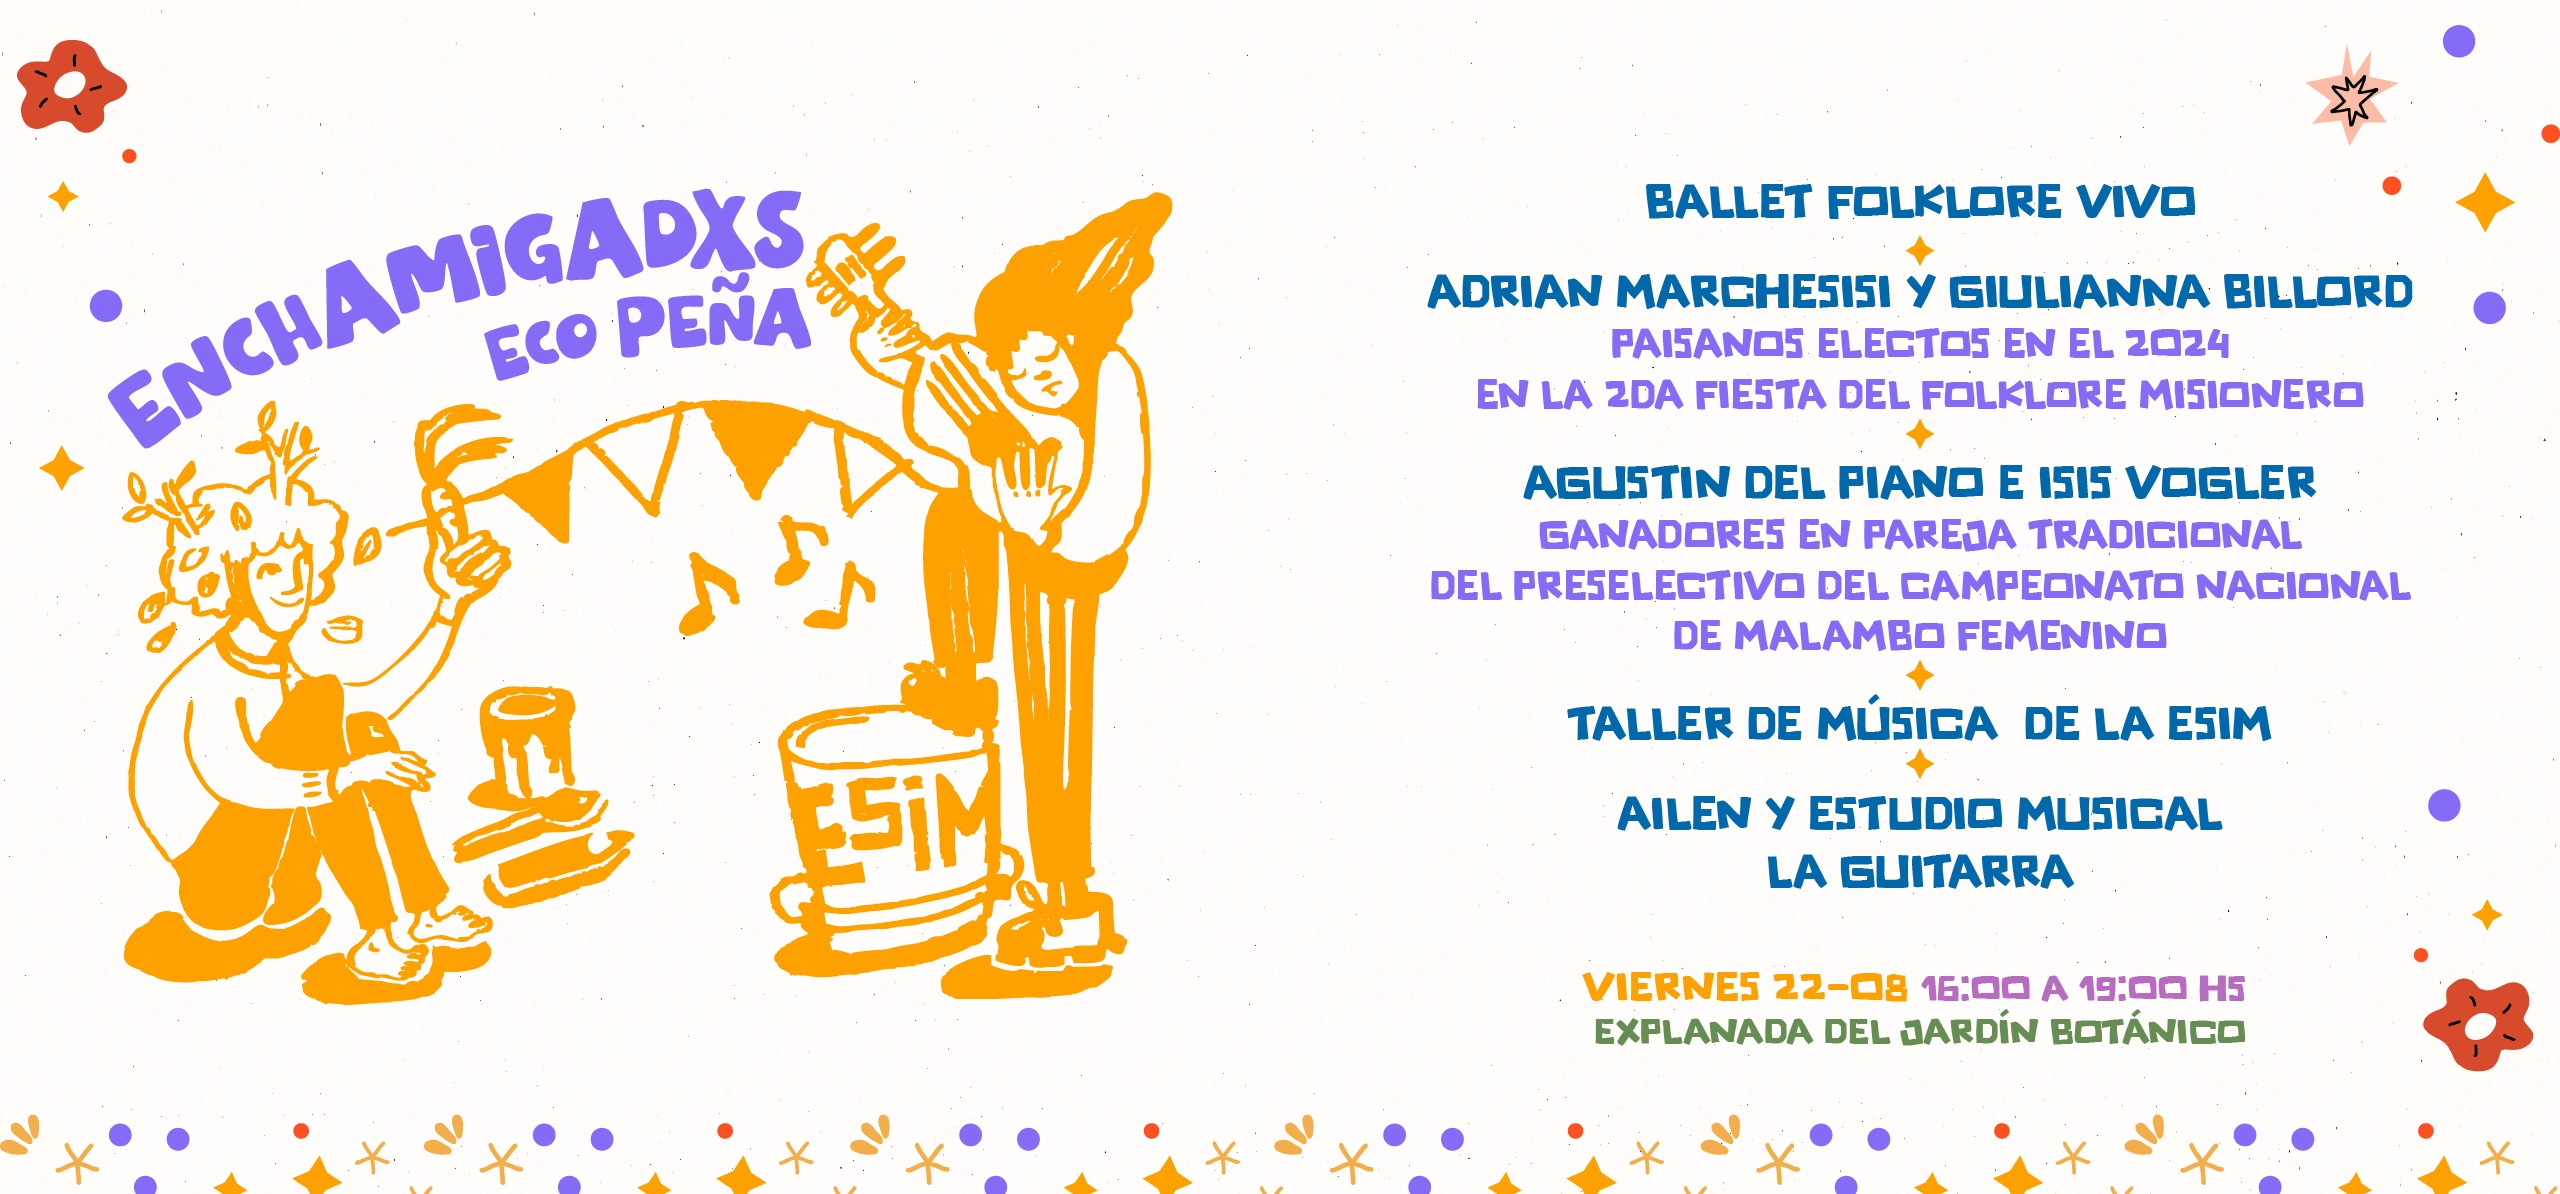 ENCHAMIGADXS
ECO PEÑA
ESIM
BALLET FOLKLORE VIVO
ADRIAN MARCHESISI Y GIULIANNA BILLORD
PAISANOS ELECTOS EN EL 2024
EN LA 2DA FIESTA DEL FOLKLORE MISIONERO
AGUSTIN DEL PIANO E ISIS VOGLER
GANADORES EN PAREJA TRADICIONAL
DEL PRESELECTIVO DEL CAMPEONATO NACIONAL
DE MALAMBO FEMENINO
TALLER DE MÚSICA DE LA ESIM
AILEN Y ESTUDIO MUSICAL
LA GUITARRA
VIERNES 22-08 16:00 A 19:00 HS
EXPLANADA DEL JARDÍN BOTÁNICO